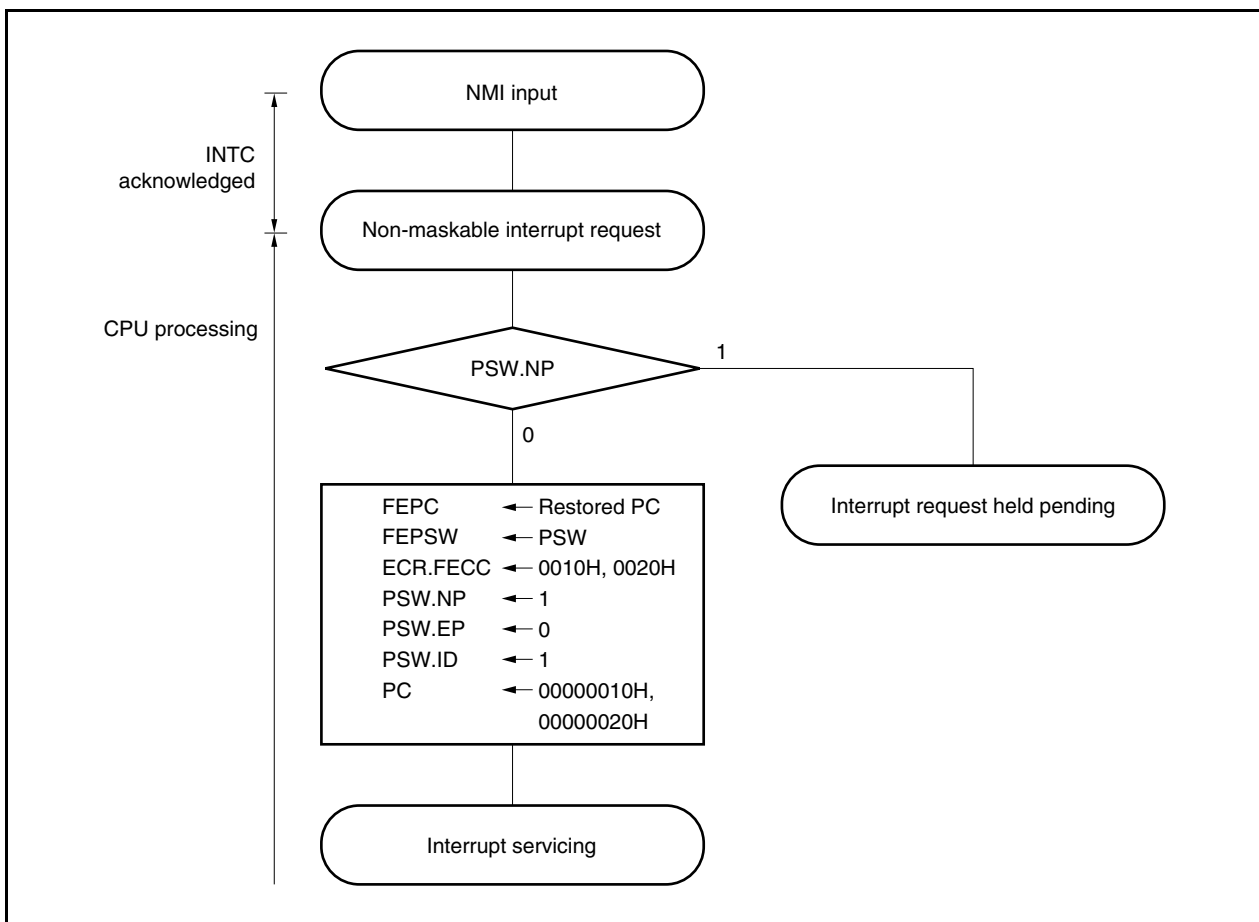 NMI input
INTC
acknowledged
Non-maskable interrupt request
CPU processing
PSW.NP
1
0
FEPC ← Restored PC
FEPSW ← PSW
ECR.FECC ← 0010H, 0020H
PSW.NP ← 1
PSW.EP ← 0
PSW.ID ← 1
PC ← 00000010H,
00000020H
Interrupt request held pending
Interrupt servicing